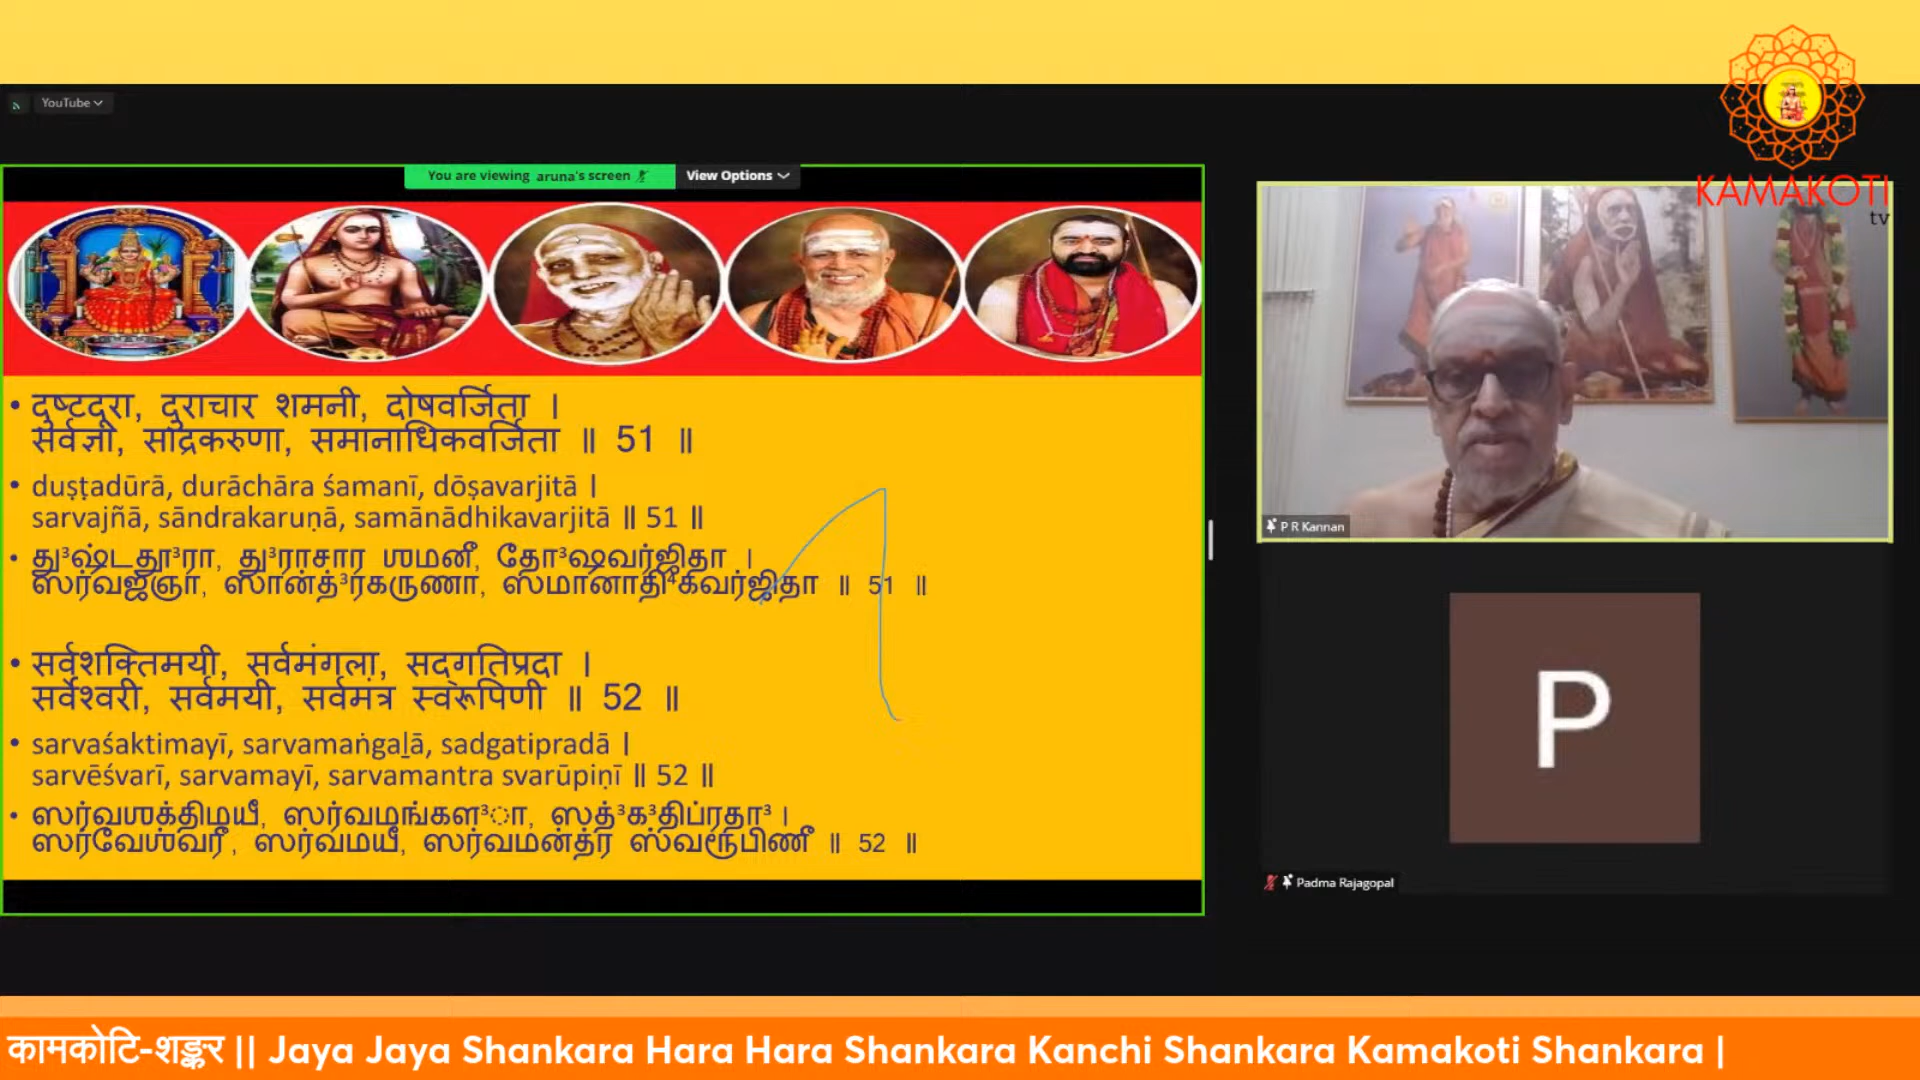 YouTube
KAMAKOTI
tv
You are viewing aruna's screen
View Options
• दुष्टदूरा, दुराचार शमनी, दोषवर्जिता ।
सर्वज्ञा, सांद्रकरुणा, समानाधिकवर्जिता ॥ 51 ॥
• duṣṭadūrā, durāchāra śamanī, dōṣavarjitā |
sarvajñā, sāndrakaruṇā, samānādhikavarjitā ‖ 51 ‖
• து³ஷ்டதூ³ரா, து³ராசார ஶமனீ, தோ³ஷவர்ஜிதா ।
ஸர்வஜ்ஞா, ஸான்த்³ரகருணா, ஸமானாதி⁴கவர்ஜிதா ॥ 51 ॥
• सर्वशक्तिमयी, सर्वमंगला, सद्गतिप्रदा ।
सर्वेश्वरी, सर्वमयी, सर्वमंत्र स्वरूपिणी ॥ 52 ॥
• sarvaśaktimayī, sarvamaṅgaḻā, sadgatipradā |
sarvēśvarī, sarvamayī, sarvamantra svarūpiṇī ‖ 52 ‖
• ஸர்வஶக்திமயீ, ஸர்வமங்கள³ா, ஸத்³க³திப்ரதா³ ।
ஸர்வேஶ்வரீ, ஸர்வமயீ, ஸர்வமன்த்ர ஸ்வரூபிணீ ॥ 52 ॥
P R Kannan
P
Padma Rajagopal
कामकोटि-शङ्कर || Jaya Jaya Shankara Hara Hara Shankara Kanchi Shankara Kamakoti Shankara |